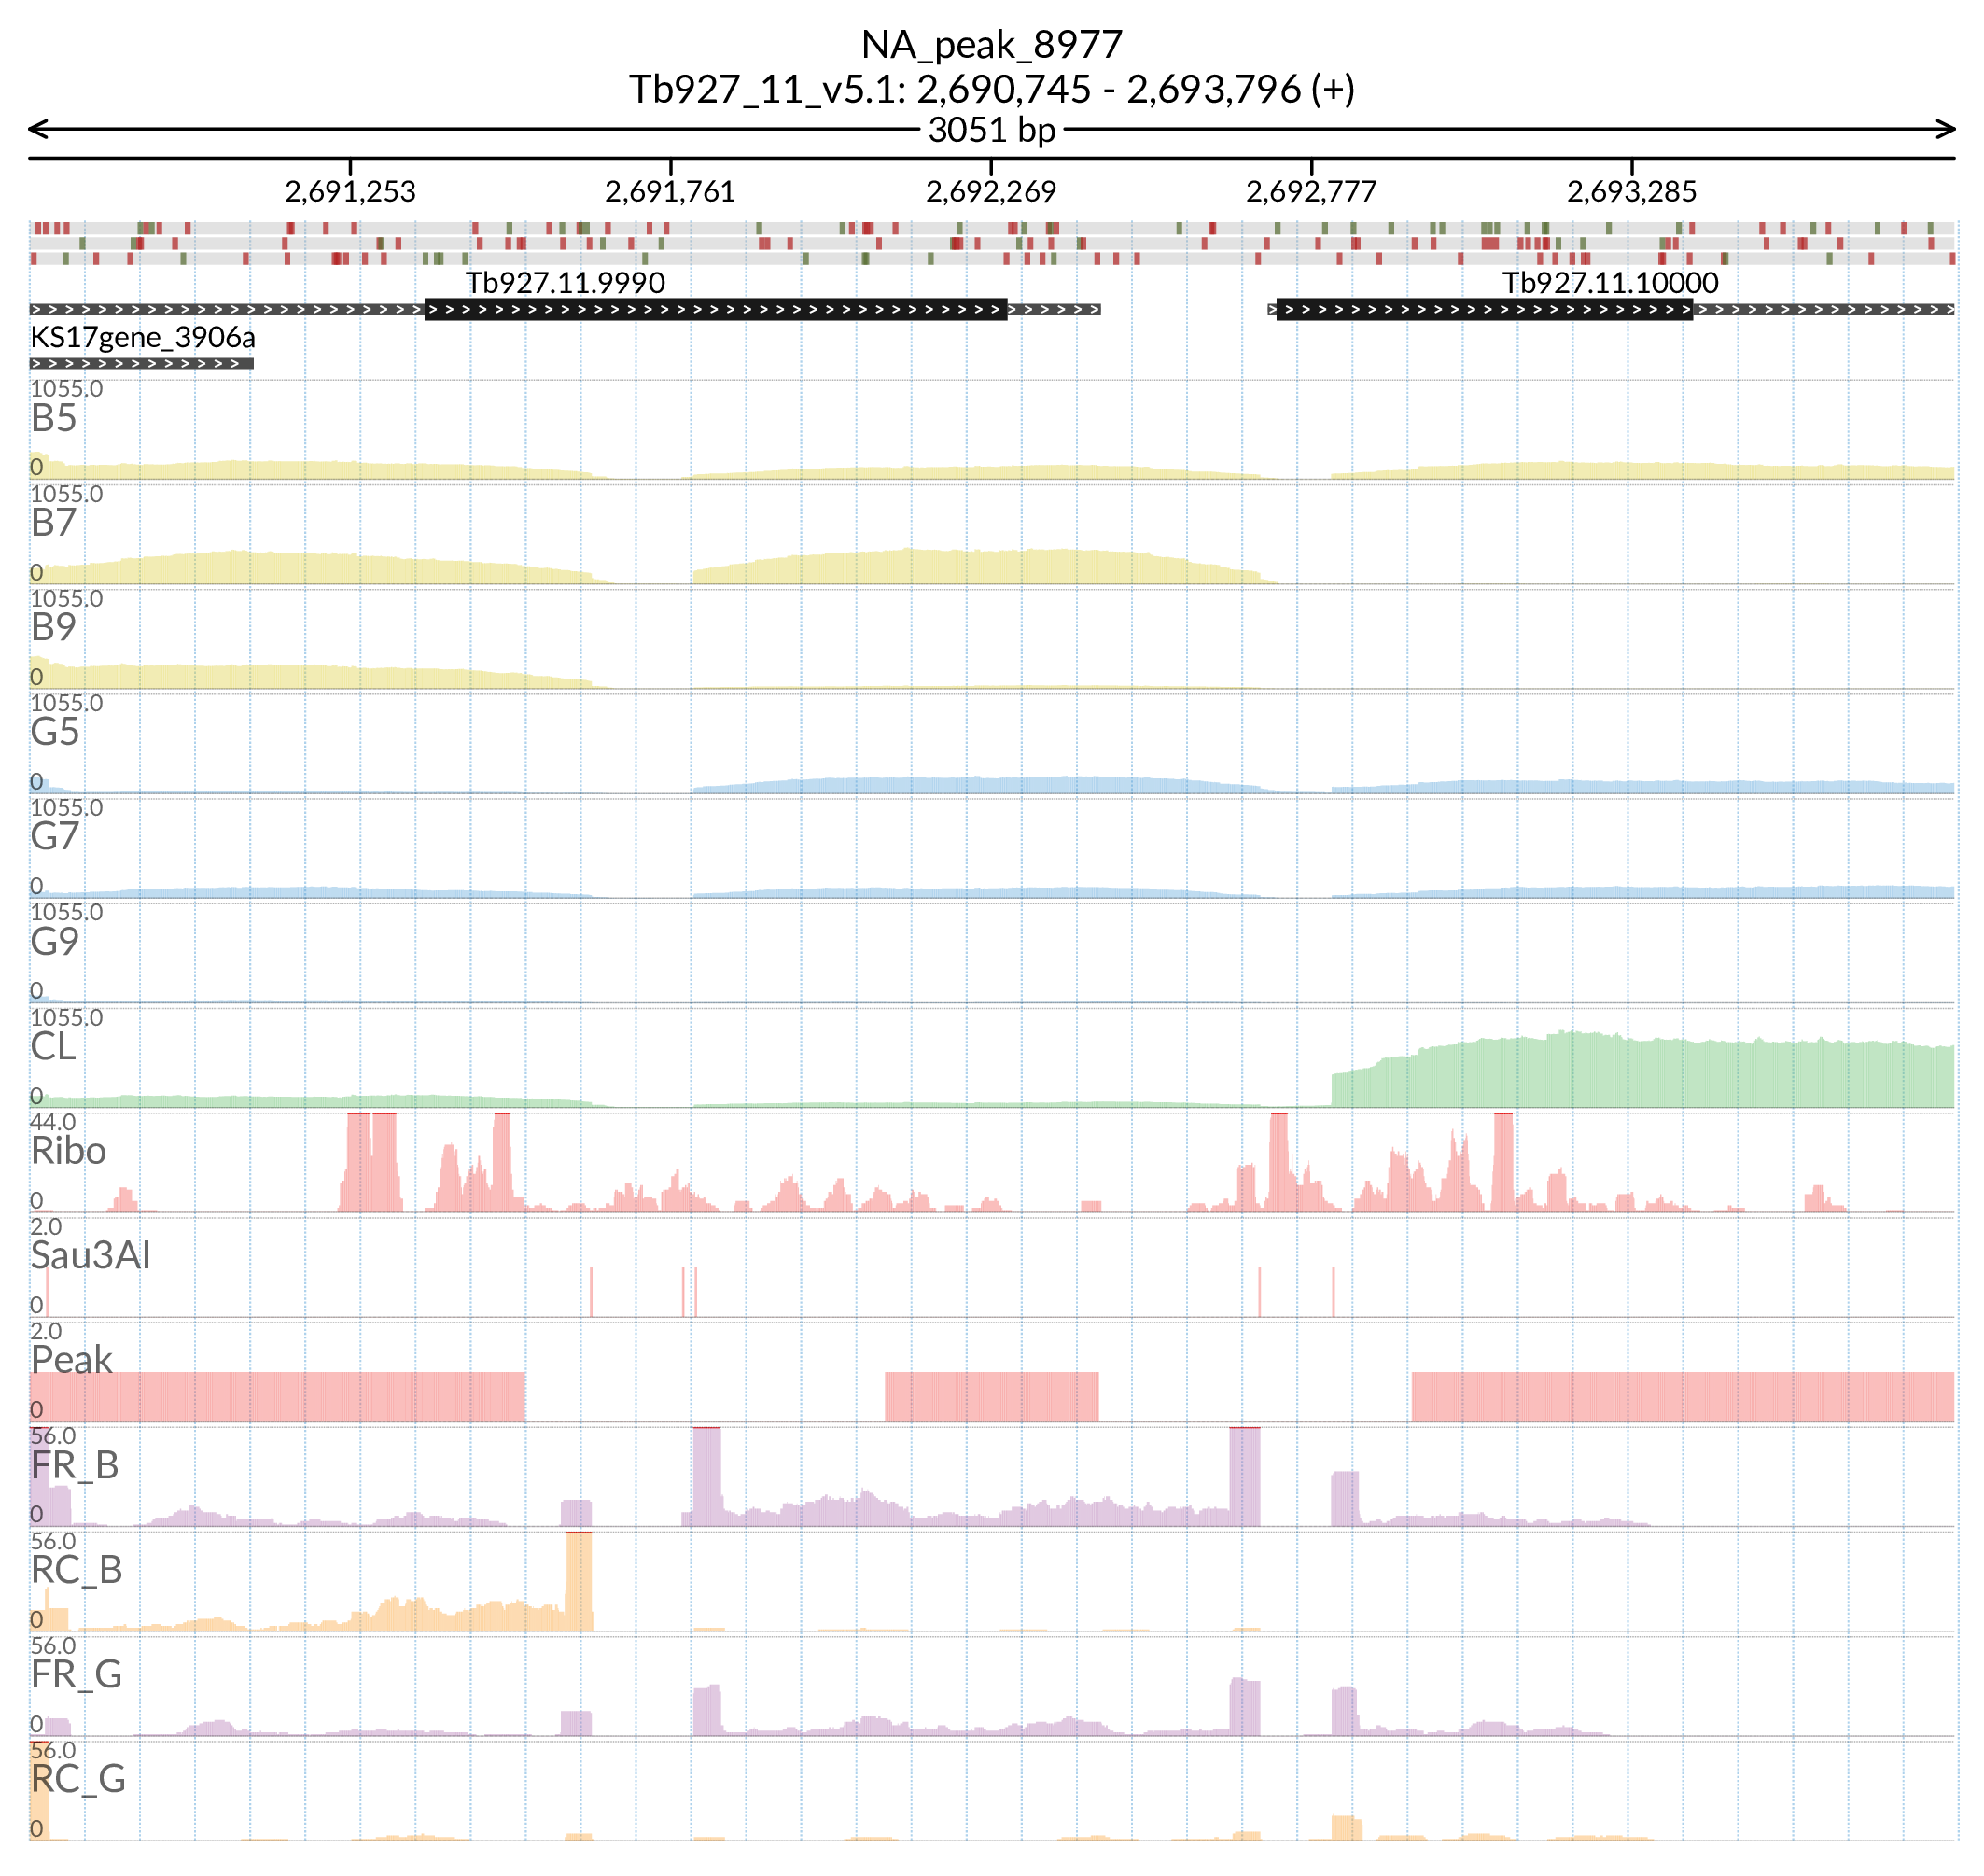 NA_peak_8977
Tb927_11_v5.1: 2,690,745 - 2,693,796 (+)
3051 bp
2,691,253 2,691,761 2,692,269 2,692,777 2,693,285
Tb927.11.9990 Tb927.11.10000
KS17gene_3906a
1055.0
B5
0
1055.0
B7
0
1055.0
B9
0
1055.0
G5
0
1055.0
G7
0
1055.0
G9
0
1055.0
CL
0
44.0
Ribo
0
2.0
Sau3AI
0
2.0
Peak
0
56.0
FR_B
0
56.0
RC_B
0
56.0
FR_G
0
56.0
RC_G
0